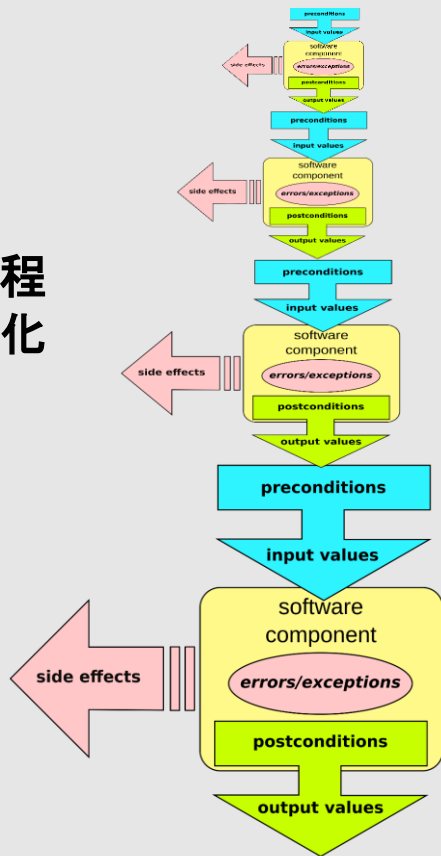 preconditions
input values
software
component
side effects
errors/exceptions
postconditions
output values
preconditions
input values
software
component
side effects
errors/exceptions
postconditions
output values
程
化
preconditions
input values
software
component
side effects
errors/exceptions
postconditions
output values
preconditions
input values
software
component
side effects
errors/exceptions
postconditions
output values